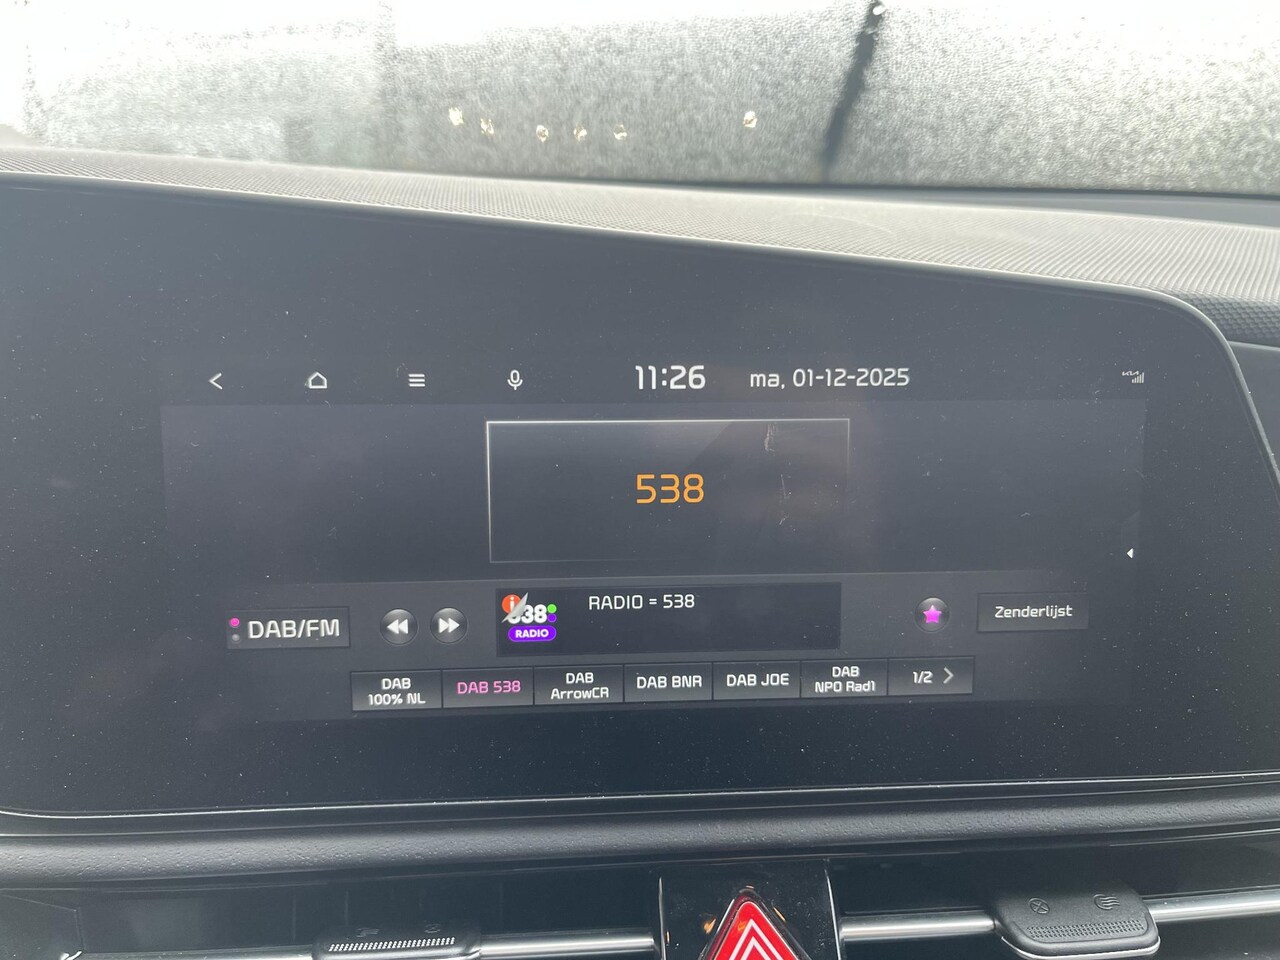 11:26 ma, 01-12-2025
KIA
538
538
RADIO
RADIO = 538
DAB/FM
Zenderlijst
DAB
100% NL
DAB 538
DAB
ArrowCR
DAB BNR
DAB JOE
DAB
NPO Rad1
1/2